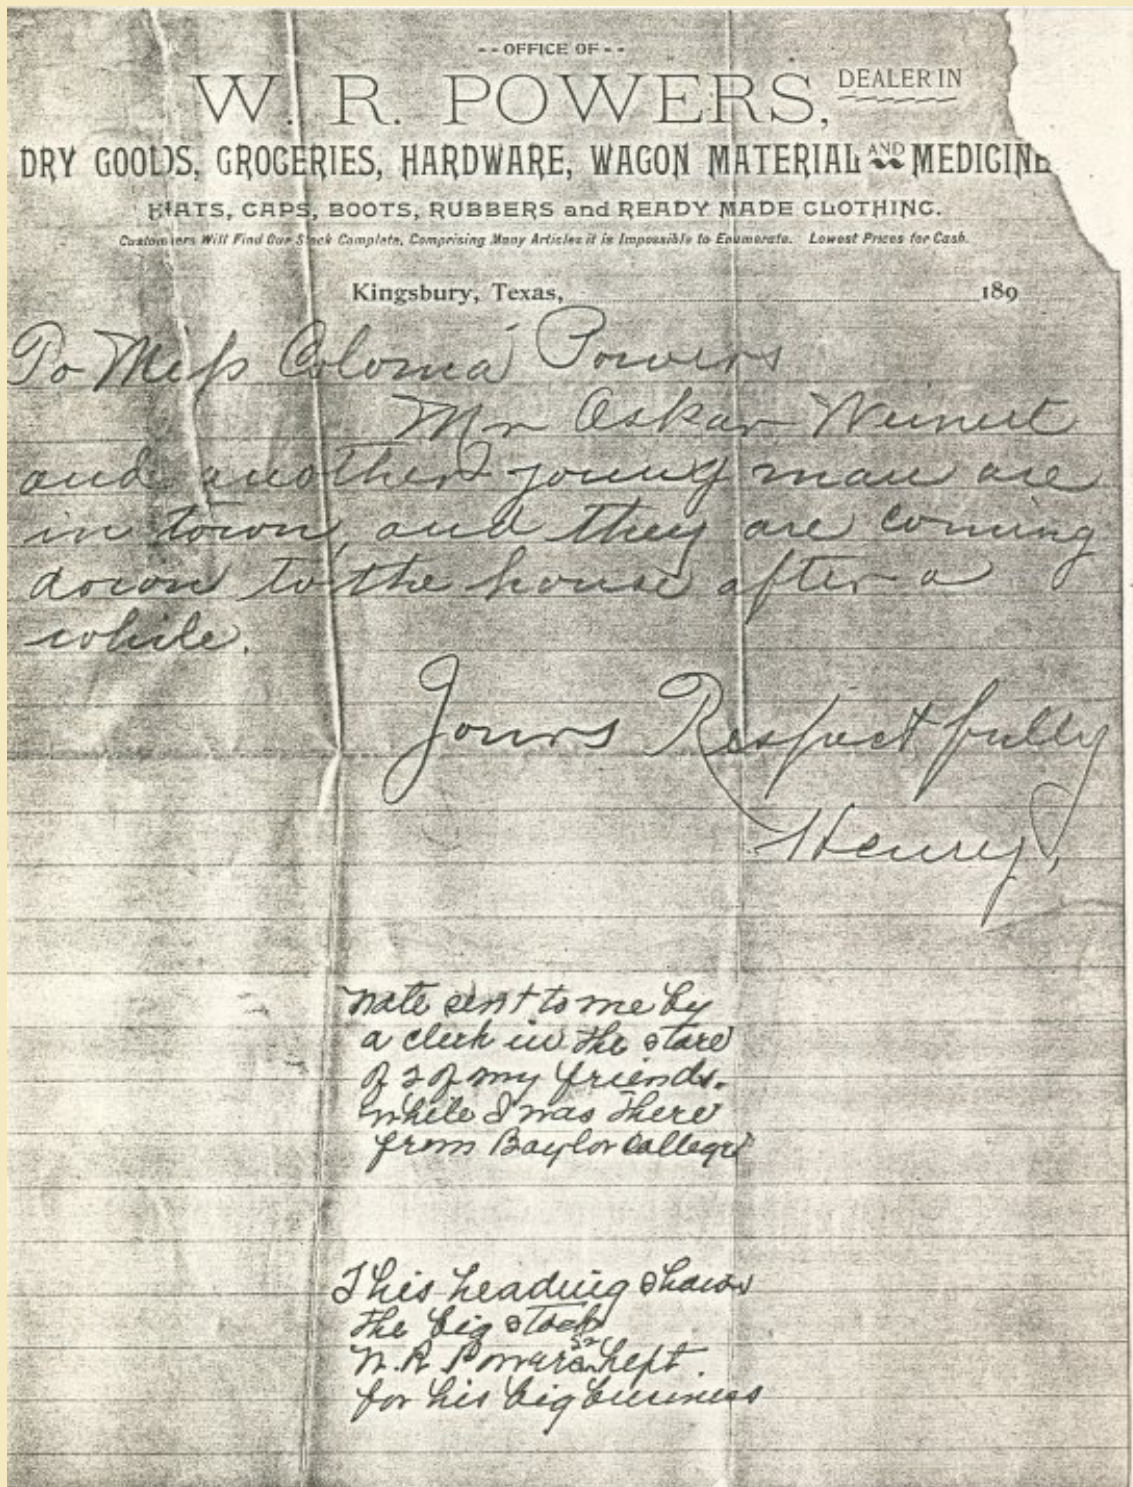 -- OFFICE OF --
W. R. POWERS, DEALER IN
DRY GOODS, GROCERIES, HARDWARE, WAGON MATERIAL AND MEDICINE
HATS, CAPS, BOOTS, RUBBERS and READY MADE CLOTHING.
Customers Will Find Our Stock Complete, Comprising Many Articles it is Impossible to Enumerate. Lowest Prices for Cash.
Kingsbury, Texas, 189
To Miss Coloma Powers
Mr Oskar Weinert
and another young man are
in town, and they are coming
down to the house after a
while.
Yours Respectfully
Henry.
Note sent to me by
a clerk in the store
of 2 of my friends.
while I was there
from Baylor College
This heading shows
the big stock
W. R. Powers Sr kept
for his big business